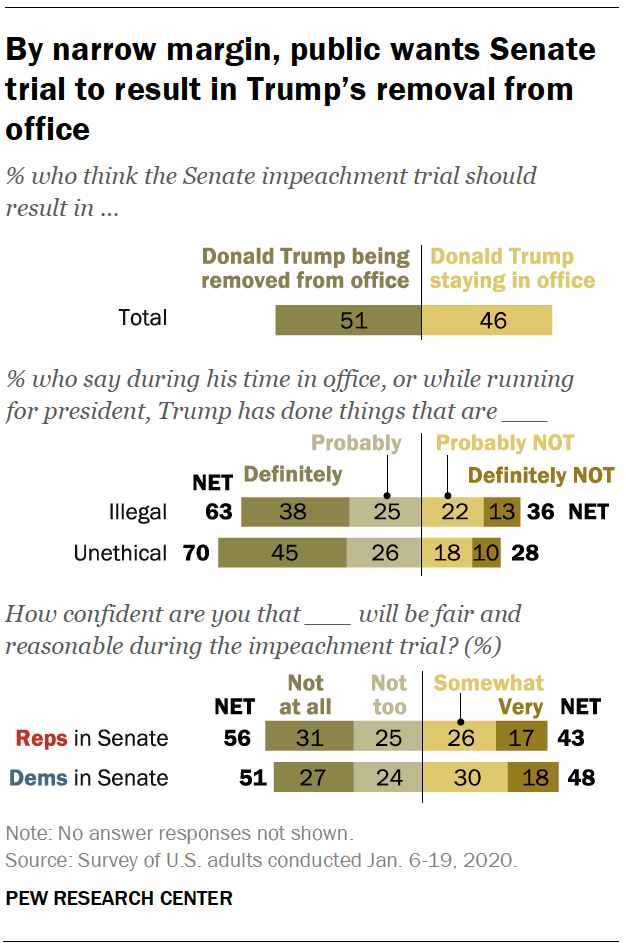 By narrow margin, public wants Senate
trial to result in Trump’s removal from
office
% who think the Senate impeachment trial should
result in ...
Donald Trump being
removed from office
Donald Trump
staying in office
Total 51 46
% who say during his time in office, or while running
for president, Trump has done things that are ___
Probably Probably NOT
NET Definitely Definitely NOT
Illegal 63 38 25 22 13 36 NET
Unethical 70 45 26 18 10 28
How confident are you that ___ will be fair and
reasonable during the impeachment trial? (%)
NET Not at all Not too Somewhat Very NET
Reps in Senate 56 31 25 26 17 43
Dems in Senate 51 27 24 30 18 48
Note: No answer responses not shown.
Source: Survey of U.S. adults conducted Jan. 6-19, 2020.
PEW RESEARCH CENTER